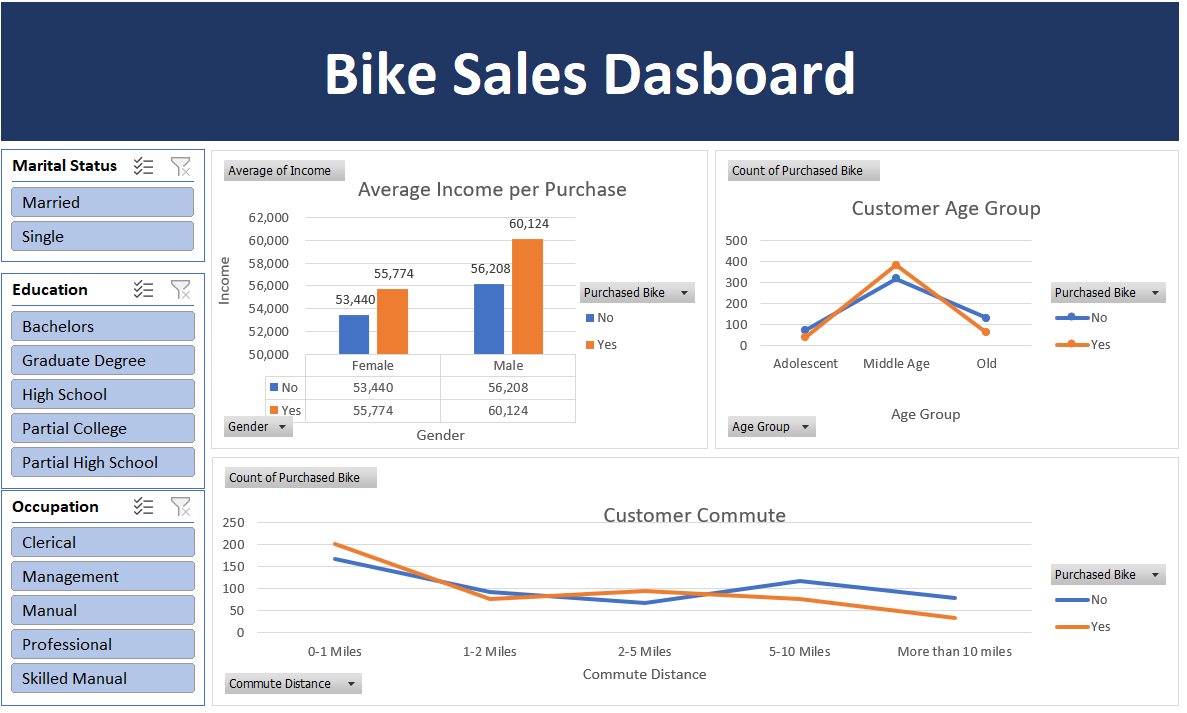 Bike Sales Dasboard
Marital Status
Married
Single
Education
Bachelors
Graduate Degree
High School
Partial College
Partial High School
Occupation
Clerical
Management
Manual
Professional
Skilled Manual
Average of Income
Average Income per Purchase
62,000
60,000
58,000
56,000
54,000
52,000
50,000
Income
53,440
55,774
56,208
60,124
Female Male
No 53,440 56,208
Yes 55,774 60,124
Gender
Gender
Purchased Bike
No
Yes
Count of Purchased Bike
Customer Age Group
500
400
300
200
100
0
Adolescent Middle Age Old
Age Group
Age Group
Purchased Bike
No
Yes
Count of Purchased Bike
Customer Commute
250
200
150
100
50
0
0-1 Miles 1-2 Miles 2-5 Miles 5-10 Miles More than 10 miles
Commute Distance
Commute Distance
Purchased Bike
No
Yes